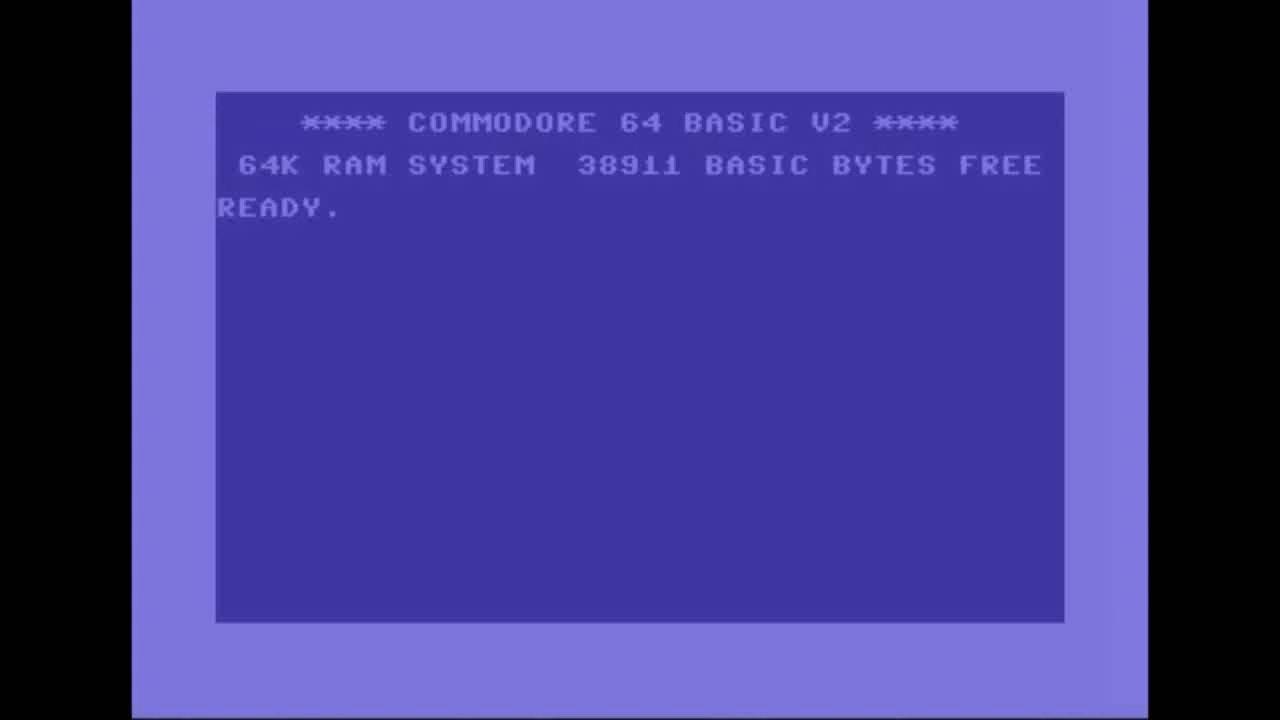 **** COMMODORE 64 BASIC V2 ****
64K RAM SYSTEM  38911 BASIC BYTES FREE
READY.